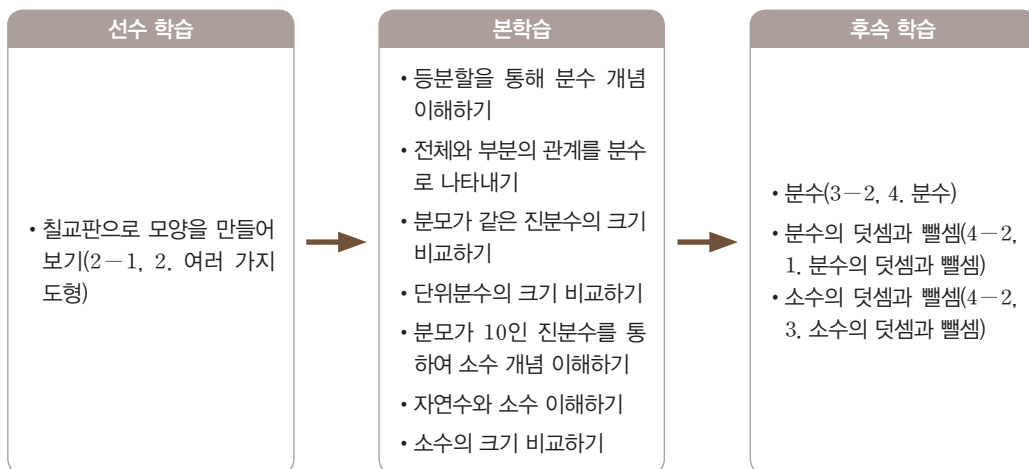 선수 학습
• 칠교판으로 모양을 만들어
보기(2-1, 2. 여러 가지
도형)
본학습
• 등분할을 통해 분수 개념
이해하기
• 전체와 부분의 관계를 분수
로 나타내기
• 분모가 같은 진분수의 크기
비교하기
• 단위분수의 크기 비교하기
• 분모가 10인 진분수를 통
하여 소수 개념 이해하기
• 자연수와 소수 이해하기
• 소수의 크기 비교하기
후속 학습
• 분수(3-2, 4. 분수)
• 분수의 덧셈과 뺄셈(4-2,
1. 분수의 덧셈과 뺄셈)
• 소수의 덧셈과 뺄셈(4-2,
3. 소수의 덧셈과 뺄셈)